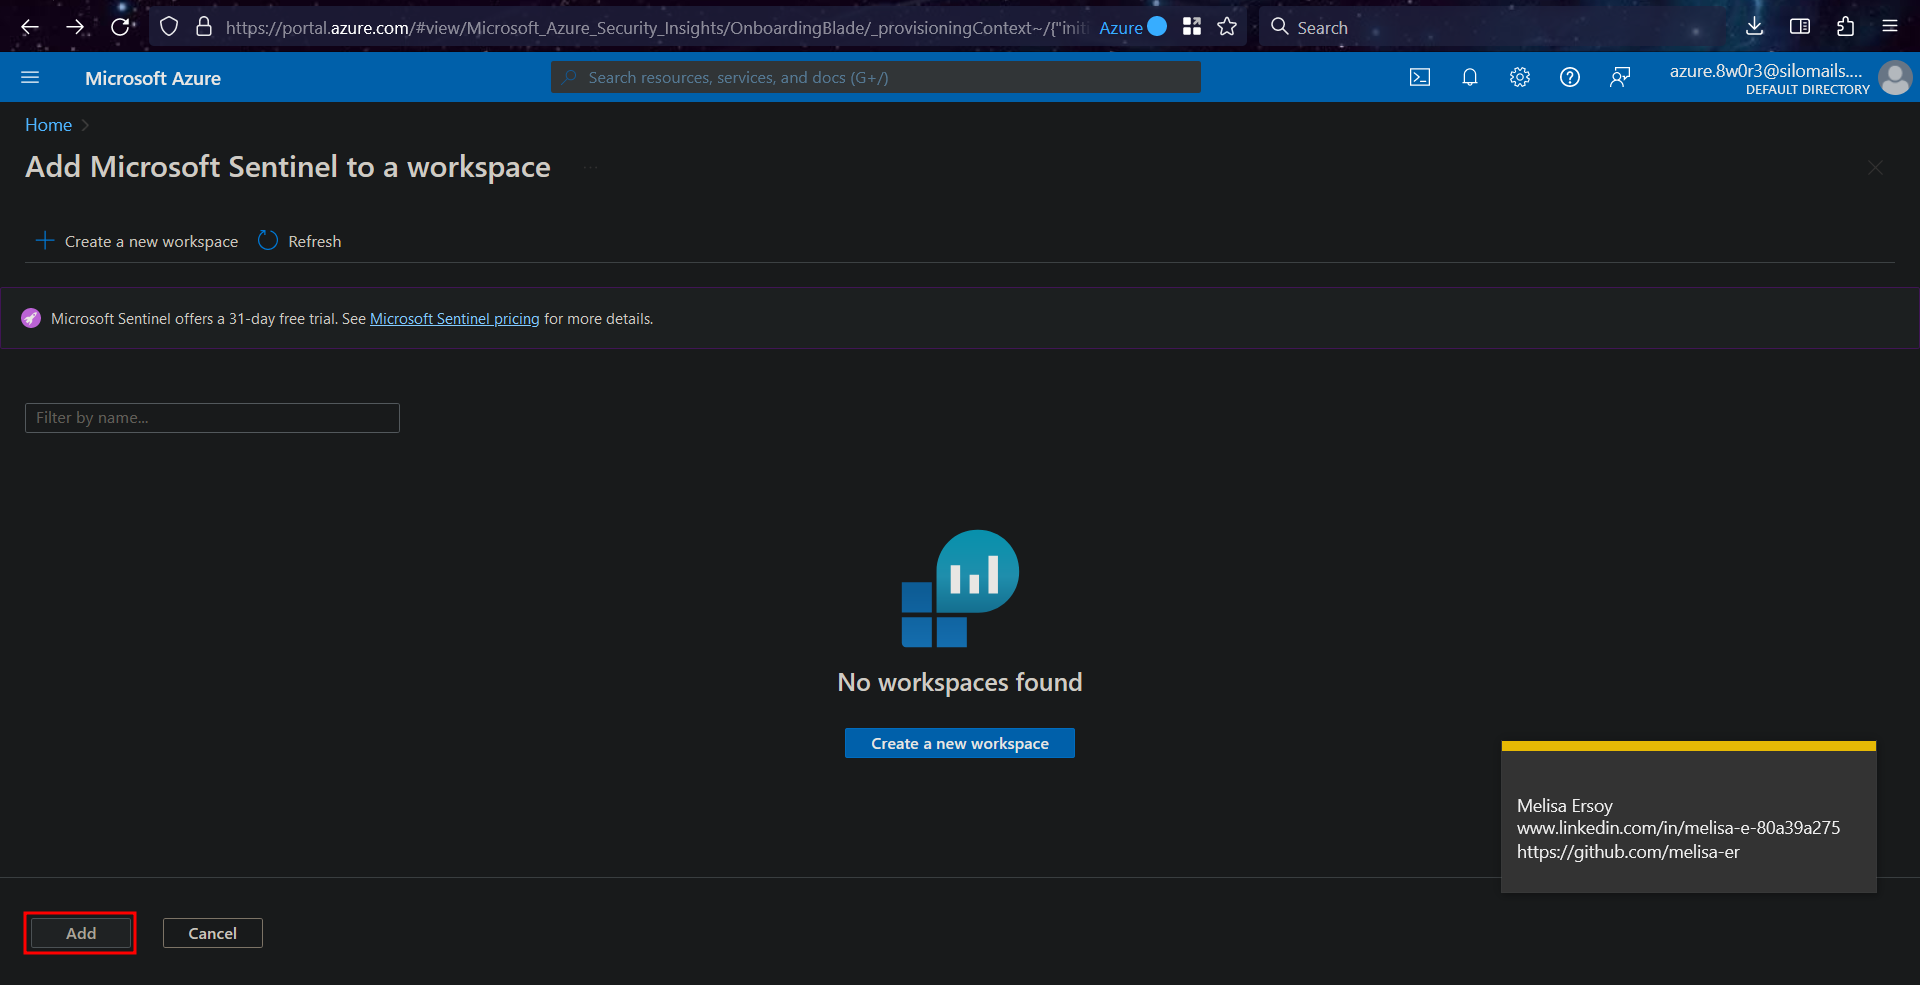 https://portal.azure.com/#view/Microsoft_Azure_Security_Insights/OnboardingBlade/_provisioningContext~/{"initi
Azure
Search
Microsoft Azure
Search resources, services, and docs (G+/)
azure.8w0r3@silomails....
DEFAULT DIRECTORY
Home
Add Microsoft Sentinel to a workspace
...
Create a new workspace
Refresh
Microsoft Sentinel offers a 31-day free trial. See Microsoft Sentinel pricing for more details.
Filter by name...
No workspaces found
Create a new workspace
Melisa Ersoy
www.linkedin.com/in/melisa-e-80a39a275
https://github.com/melisa-er
Add
Cancel